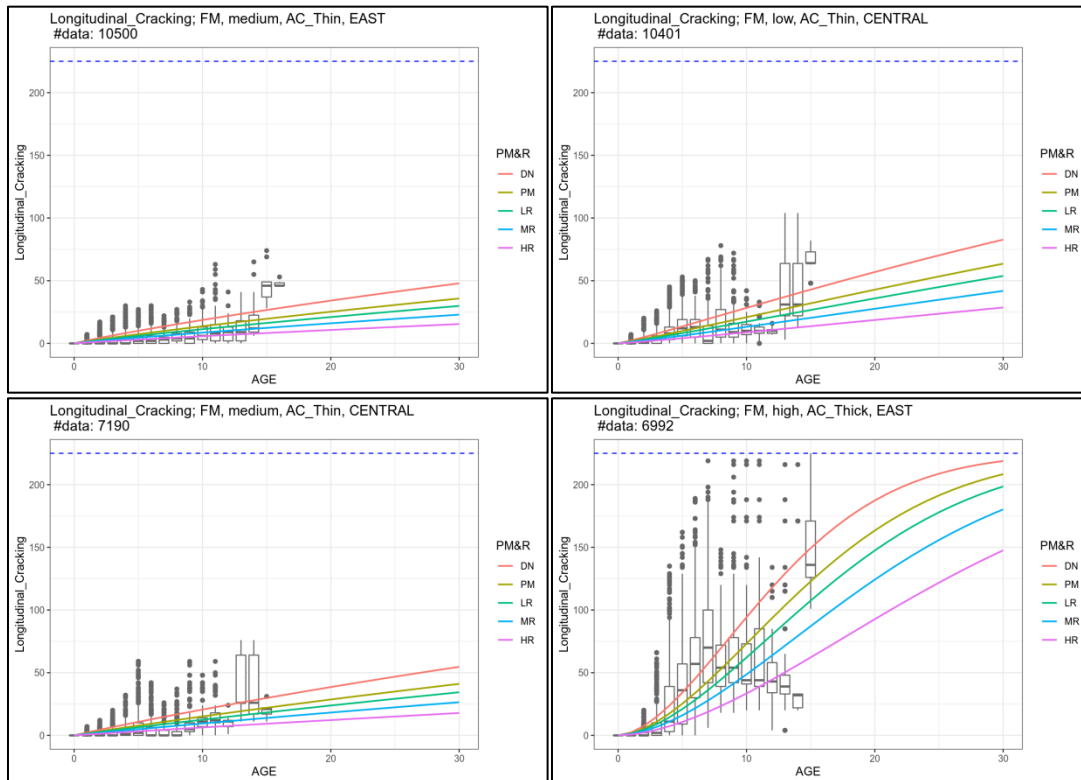 Longitudinal_Cracking; FM, medium, AC_Thin, EAST
#data: 10500
Longitudinal_Cracking
200
150
100
50
0
0
10
20
30
AGE
PM&R
DN
PM
LR
MR
HR
Longitudinal_Cracking; FM, low, AC_Thin, CENTRAL
#data: 10401
Longitudinal_Cracking
200
150
100
50
0
0
10
20
30
AGE
PM&R
DN
PM
LR
MR
HR
Longitudinal_Cracking; FM, medium, AC_Thin, CENTRAL
#data: 7190
Longitudinal_Cracking
200
150
100
50
0
0
10
20
30
AGE
PM&R
DN
PM
LR
MR
HR
Longitudinal_Cracking; FM, high, AC_Thick, EAST
#data: 6992
Longitudinal_Cracking
200
150
100
50
0
0
10
20
30
AGE
PM&R
DN
PM
LR
MR
HR